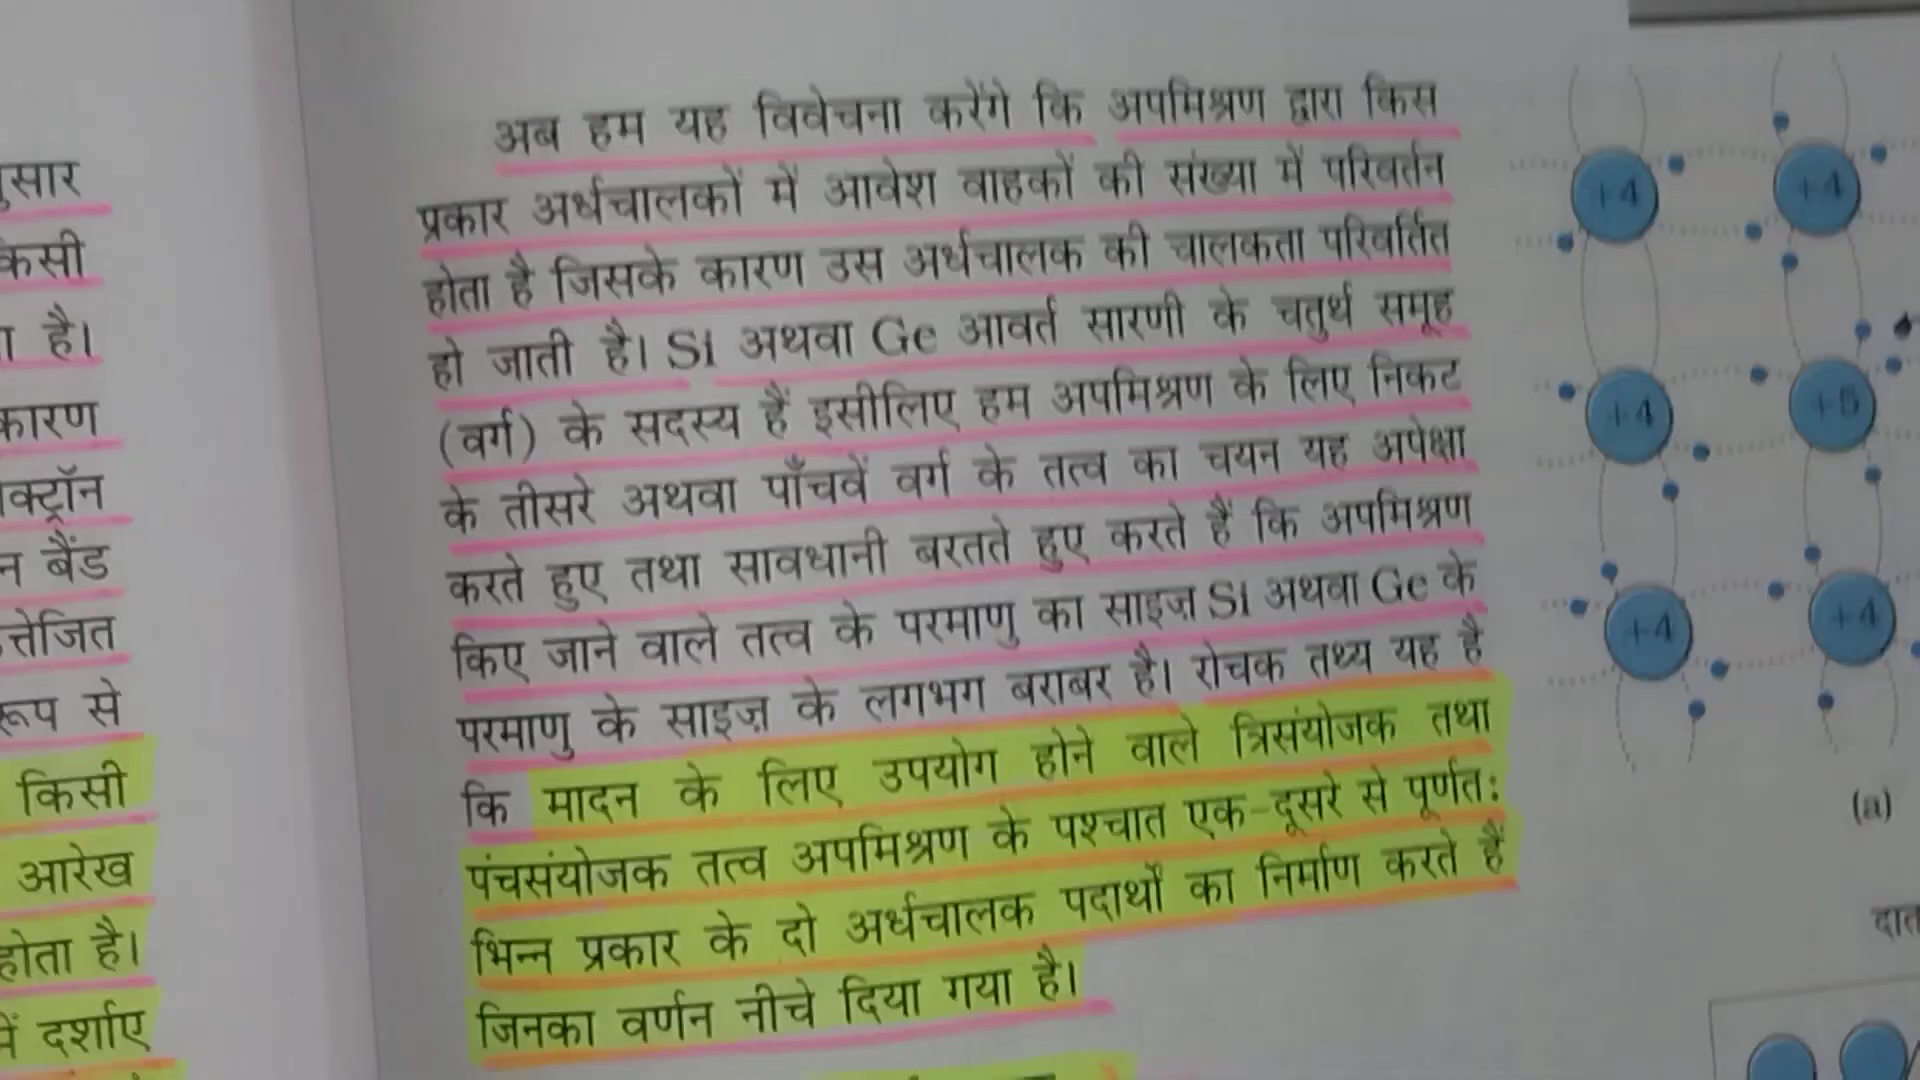 किसी
है।
कारण
बैंड
रूप से
किसी
आरेख
होता है।
में दर्शाए
अब हम यह विवेचना करेंगे कि अपमिश्रण द्वारा किस
प्रकार अर्धचालकों में आवेश वाहकों की संख्या में परिवर्तन
होता है जिसके कारण उस अर्धचालक की चालकता परिवर्तित
हो जाती है। Si अथवा Ge आवर्त सारणी के चतुर्थ समूह
(वर्ग) के सदस्य हैं इसीलिए हम अपमिश्रण के लिए निकट
के तीसरे अथवा पाँचवें वर्ग के तत्व का चयन यह अपेक्षा
करते हुए तथा सावधानी बरतते हुए करते हैं कि अपमिश्रण
किए जाने वाले तत्व के परमाणु का साइज़ Si अथवा Ge के
परमाणु के साइज़ के लगभग बराबर है। रोचक तथ्य यह है
कि मादन के लिए उपयोग होने वाले त्रिसंयोजक तथा
पंचसंयोजक तत्व अपमिश्रण के पश्चात एक-दूसरे से पूर्णत:
भिन्न प्रकार के दो अर्धचालक पदार्थों का निर्माण करते हैं
जिनका वर्णन नीचे दिया गया है।
+4 +4
+4 +5
+4 +4
(a)